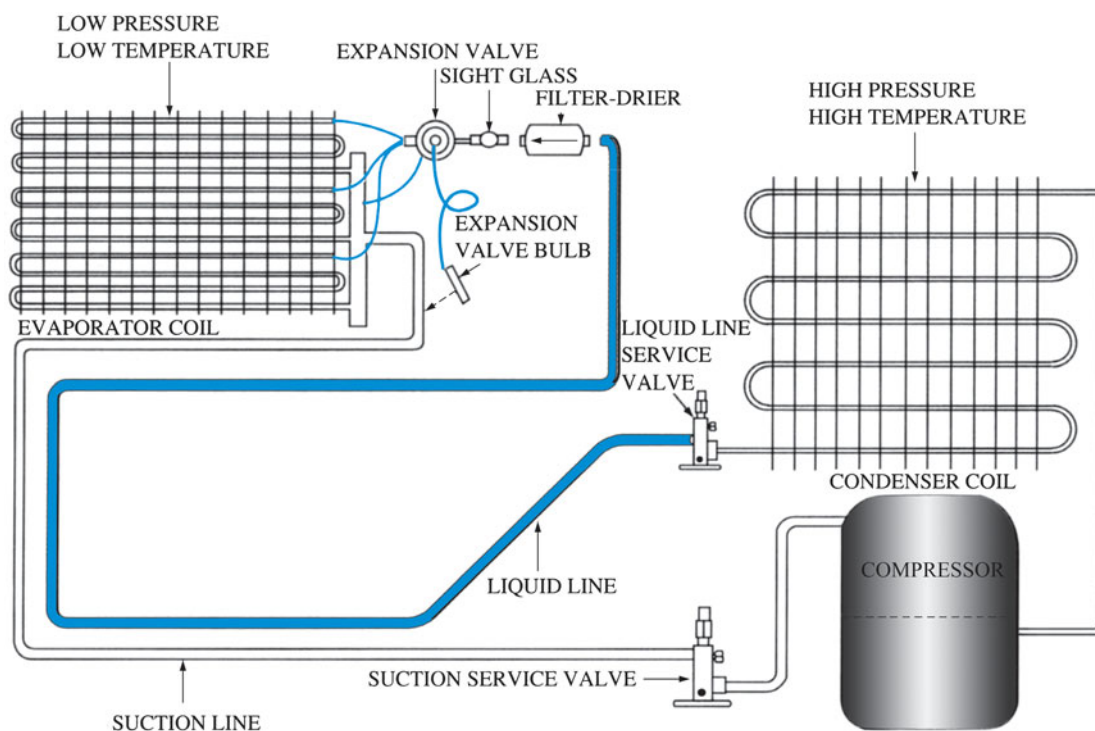 LOW PRESSURE
LOW TEMPERATURE
EXPANSION VALVE
SIGHT GLASS
FILTER-DRIER
HIGH PRESSURE
HIGH TEMPERATURE
EXPANSION
VALVE BULB
EVAPORATOR COIL
LIQUID LINE
SERVICE
VALVE
CONDENSER COIL
COMPRESSOR
LIQUID LINE
SUCTION SERVICE VALVE
SUCTION LINE